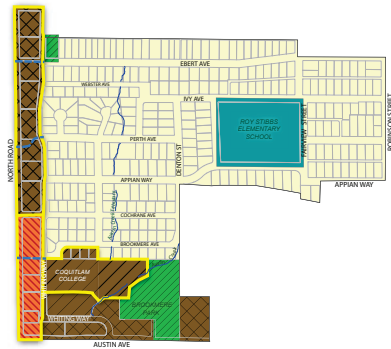 EBERT AVE
WEBSTER AVE
IVY AVE
ROY STIBBS
ELEMENTARY
SCHOOL
FAIRVIEW STREET
ROBINSON STREET
NORTH ROAD
PERTH AVE
DENTON ST
APPIAN WAY
APPIAN WAY
COCHRANE AVE
BROOKMERE AVE
COQUITLAM
COLLEGE
BROOKMERE
PARK
WHITING WAY
AUSTIN AVE